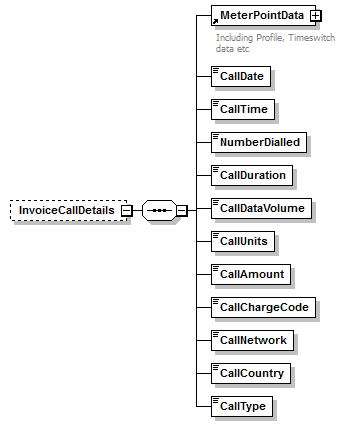 MeterPointData
Including Profile, Timeswitch
data etc
CallDate
CallTime
NumberDialled
CallDuration
InvoiceCallDetails
CallDataVolume
CallUnits
CallAmount
CallChargeCode
CallNetwork
CallCountry
CallType